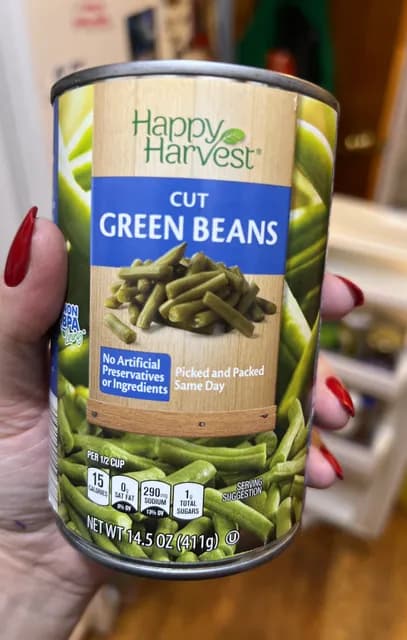 Happy
Harvest®
CUT
GREEN BEANS
No Artificial
Preservatives
or Ingredients
Picked and Packed
Same Day
PER 1/2 CUP
15
CALORIES
0g
SAT FAT
0% DV
290mg
SODIUM
13% DV
1g
TOTAL
SUGARS
SERVING
SUGGESTION
NET WT 14.5 OZ (411g) U
BPA